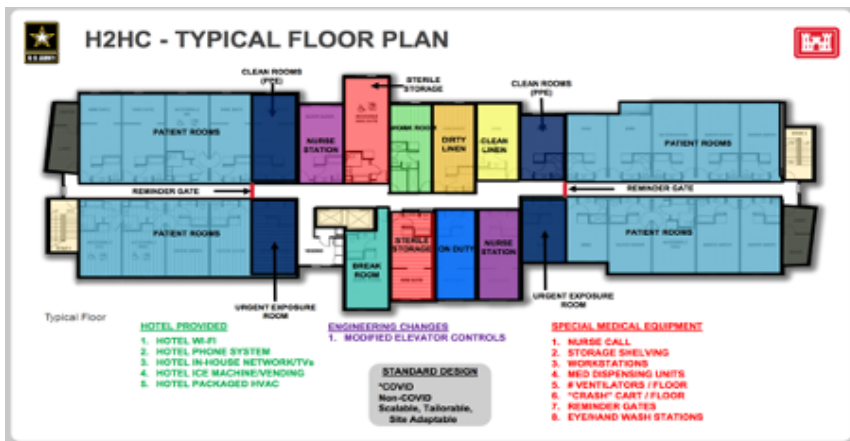 H2HC - TYPICAL FLOOR PLAN
U.S. ARMY
CLEAN ROOMS
(PPE)
STERILE
STORAGE
CLEAN ROOMS
(PPE)
PATIENT ROOMS
NURSE
STATION
WORK ROOM
DIRTY
LINEN
CLEAN
LINEN
PATIENT ROOMS
REMINDER GATE
REMINDER GATE
PATIENT ROOMS
BREAK
ROOM
STERILE
STORAGE
ON DUTY
NURSE
STATION
PATIENT ROOMS
URGENT EXPOSURE
ROOM
URGENT EXPOSURE
ROOM
Typical Floor
HOTEL PROVIDED
1. HOTEL WI-FI
2. HOTEL PHONE SYSTEM
3. HOTEL IN-HOUSE NETWORK/TVs
4. HOTEL ICE MACHINE/VENDING
5. HOTEL PACKAGED HVAC
ENGINEERING CHANGES
1. MODIFIED ELEVATOR CONTROLS
STANDARD DESIGN
*COVID
Non-COVID
Scalable, Tailorable,
Site Adaptable
SPECIAL MEDICAL EQUIPMENT
1. NURSE CALL
2. STORAGE SHELVING
3. WORKSTATIONS
4. MED DISPENSING UNITS
5. # VENTILATORS / FLOOR
6. "CRASH" CART / FLOOR
7. REMINDER GATES
8. EYE/HAND WASH STATIONS